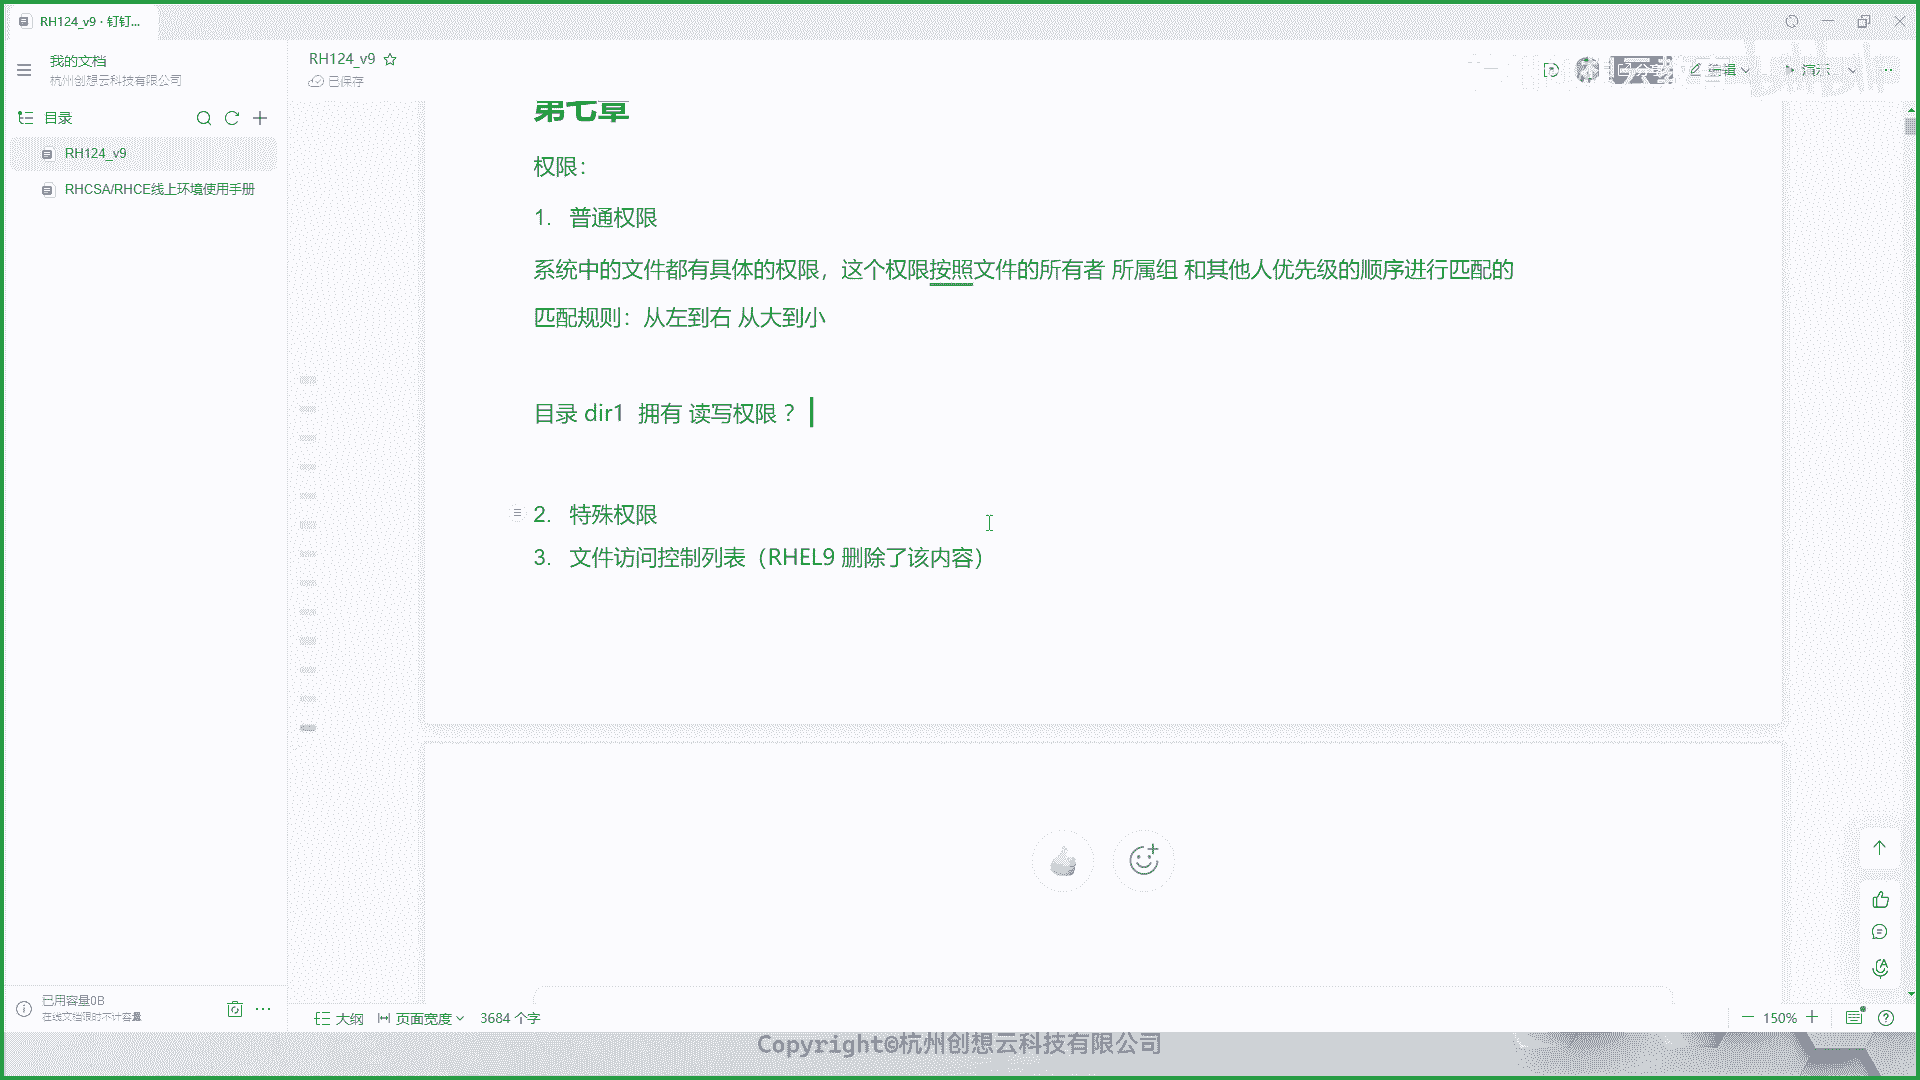 RH124_v9 · 钉钉...
我的文档
杭州创想云科技有限公司
目录
RH124_v9
RHCSA/RHCE线上环境使用手册
RH124_v9
已保存
编辑
演示
第七章
权限：
1. 普通权限
系统中的文件都有具体的权限，这个权限按照文件的所有者 所属组 和其他人优先级的顺序进行匹配的
匹配规则：从左到右 从大到小
目录 dir1 拥有 读写权限 ？
2. 特殊权限
3. 文件访问控制列表（RHEL9 删除了该内容）
已用容量0B
在线文档限时不计容量
大纲
页面宽度
3684 个字
150%
Copyright©杭州创想云科技有限公司